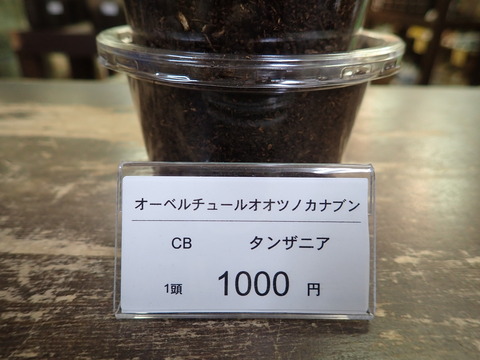 オーベルチュールオオツノカナブン
CB タンザニア
1頭 1000 円